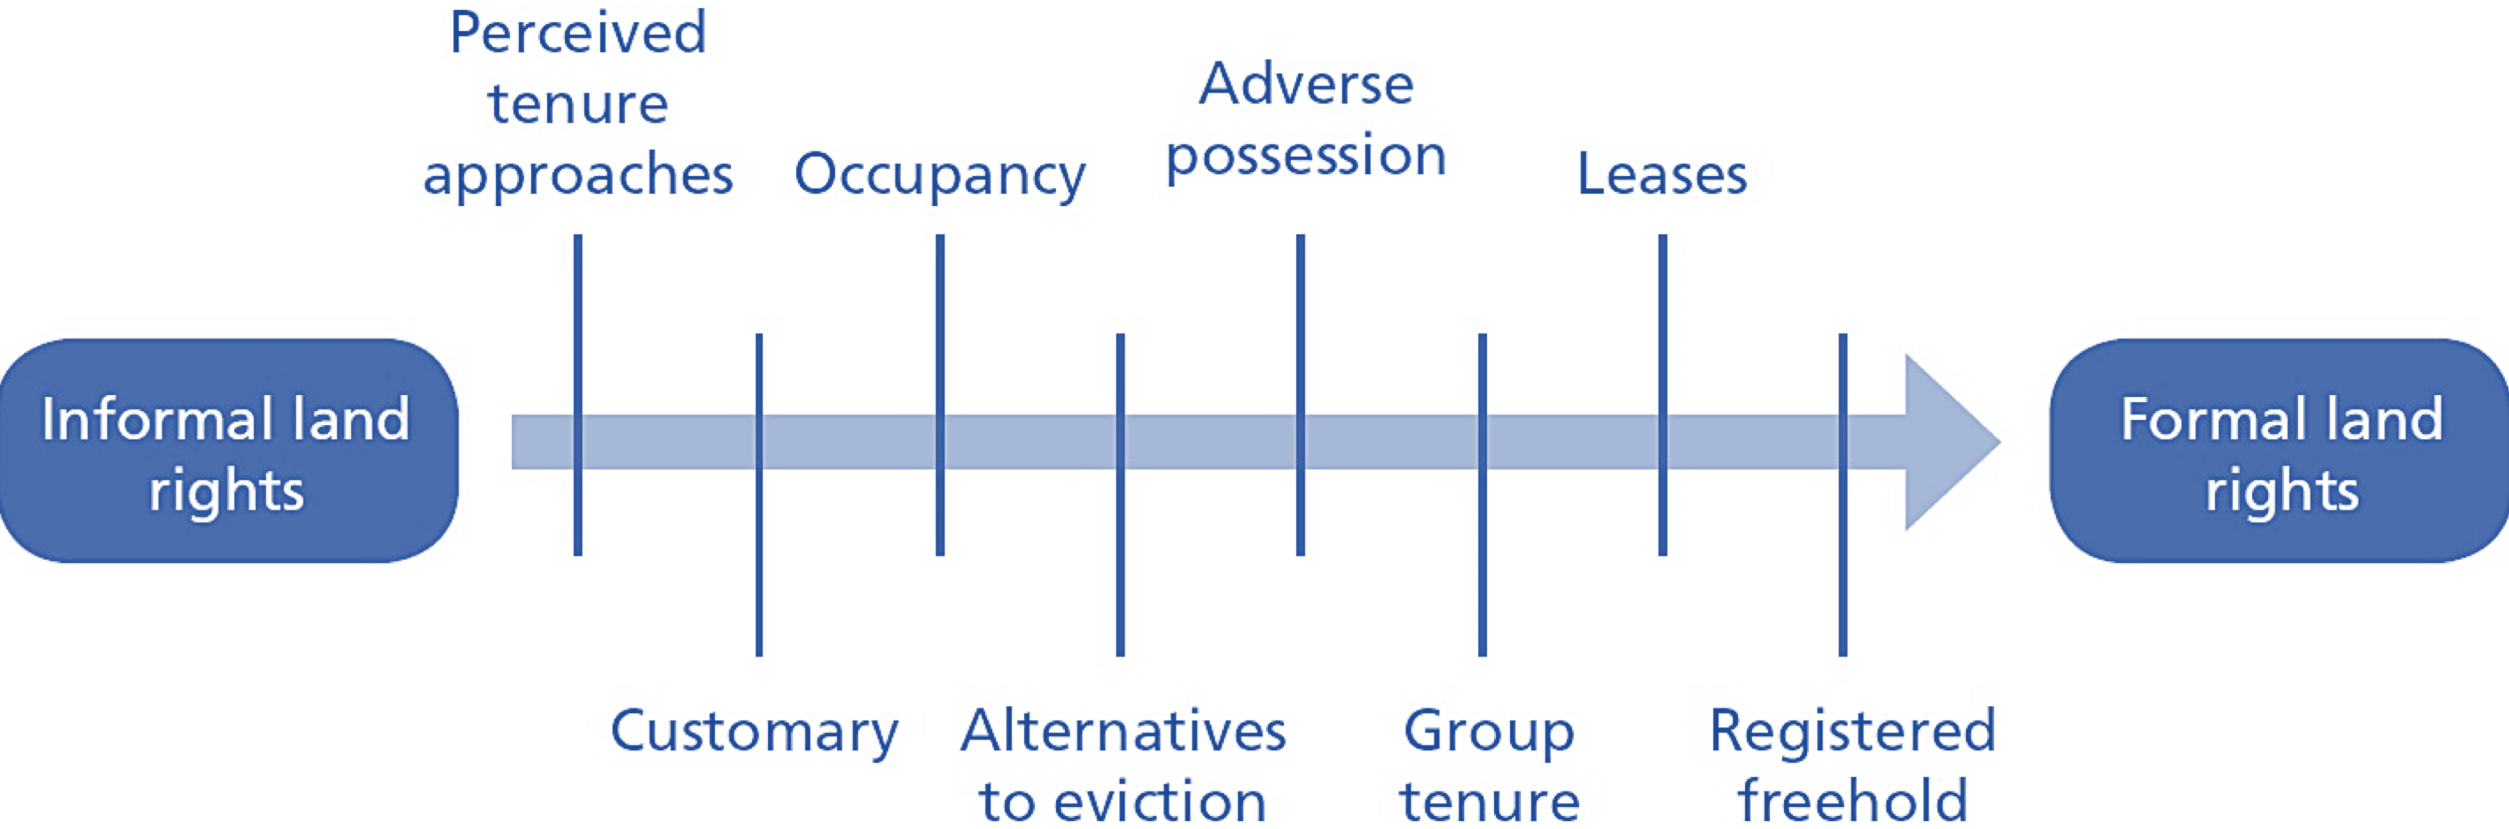 Perceived
tenure
approaches
Occupancy
Adverse
possession
Leases
Informal land
rights
Formal land
rights
Customary
Alternatives
to eviction
Group
tenure
Registered
freehold